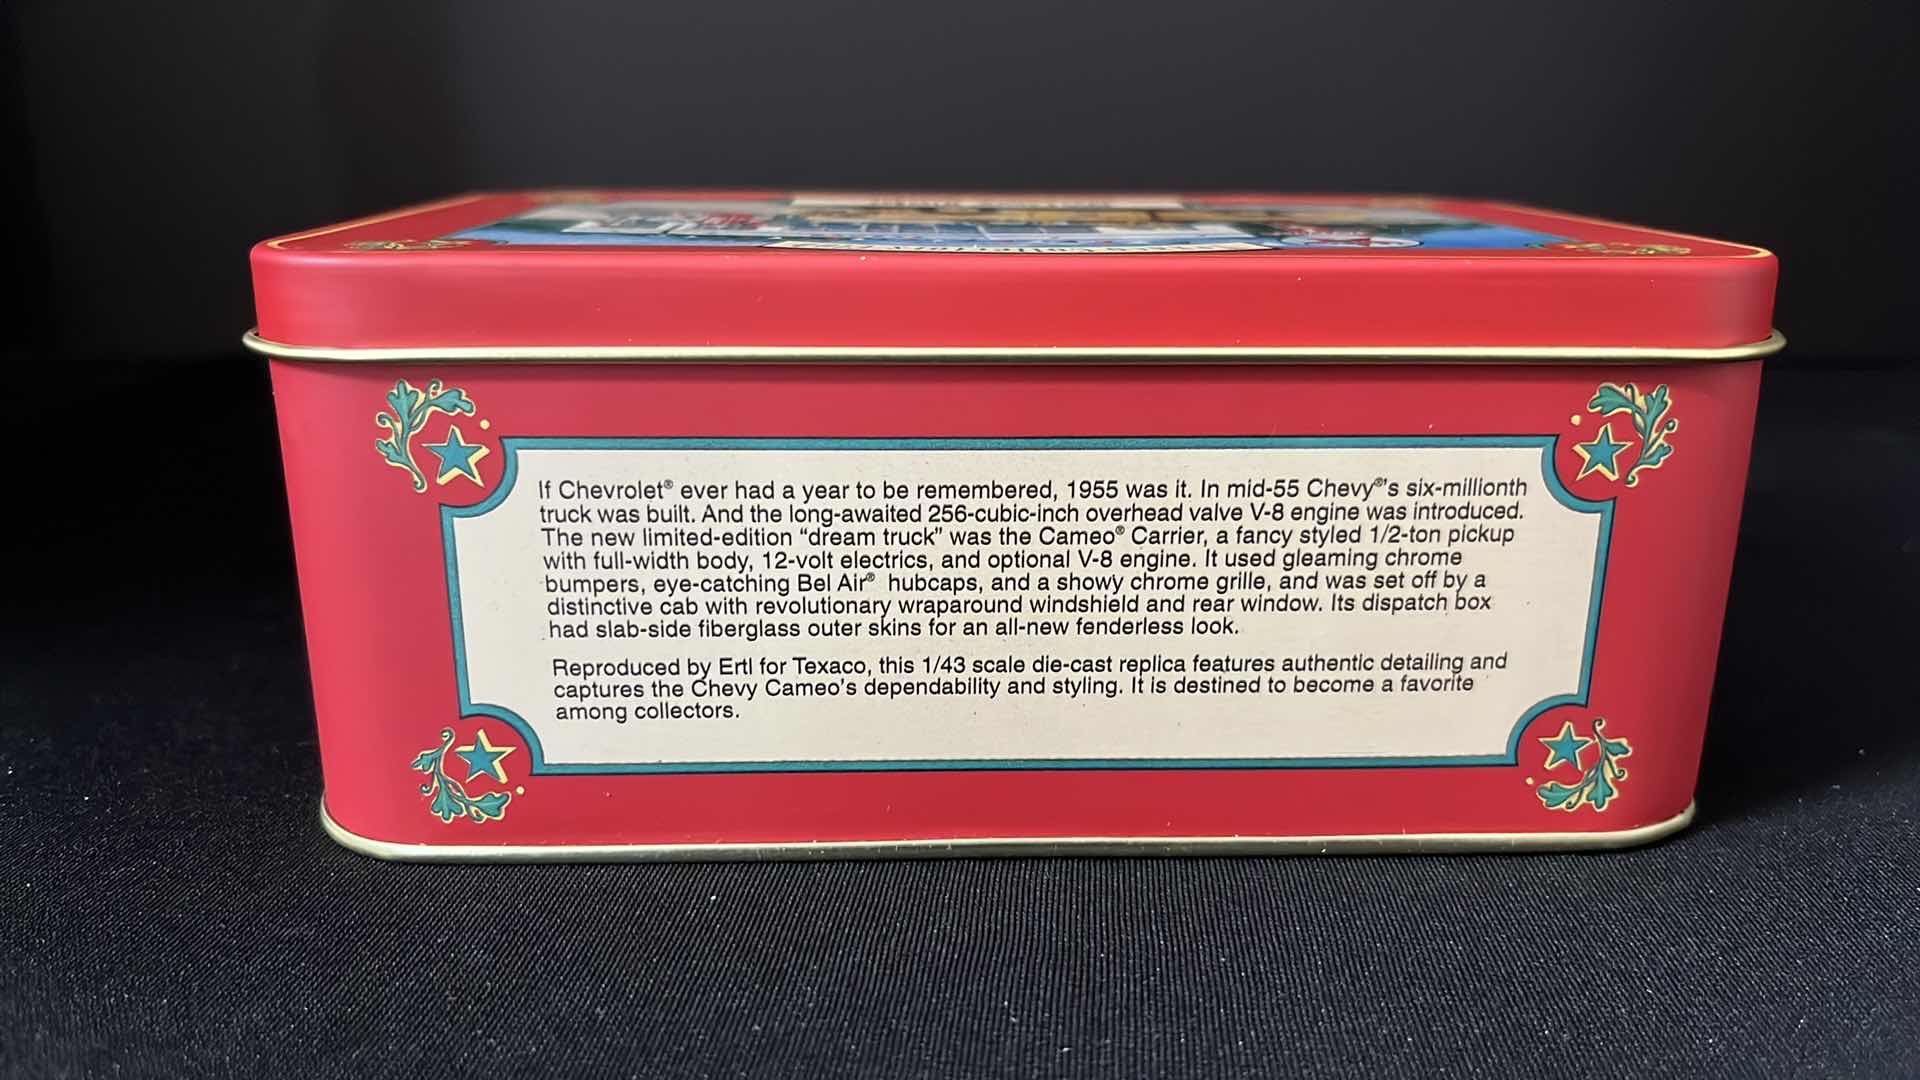 If Chevrolet® ever had a year to be remembered, 1955 was it. In mid-55 Chevy®'s six-millionth
truck was built. And the long-awaited 256-cubic-inch overhead valve V-8 engine was introduced.
The new limited-edition “dream truck” was the Cameo® Carrier, a fancy styled 1/2-ton pickup
with full-width body, 12-volt electrics, and optional V-8 engine. It used gleaming chrome
bumpers, eye-catching Bel Air® hubcaps, and a showy chrome grille, and was set off by a
distinctive cab with revolutionary wraparound windshield and rear window. Its dispatch box
had slab-side fiberglass outer skins for an all-new fenderless look.
Reproduced by Ertl for Texaco, this 1/43 scale die-cast replica features authentic detailing and
captures the Chevy Cameo's dependability and styling. It is destined to become a favorite
among collectors.